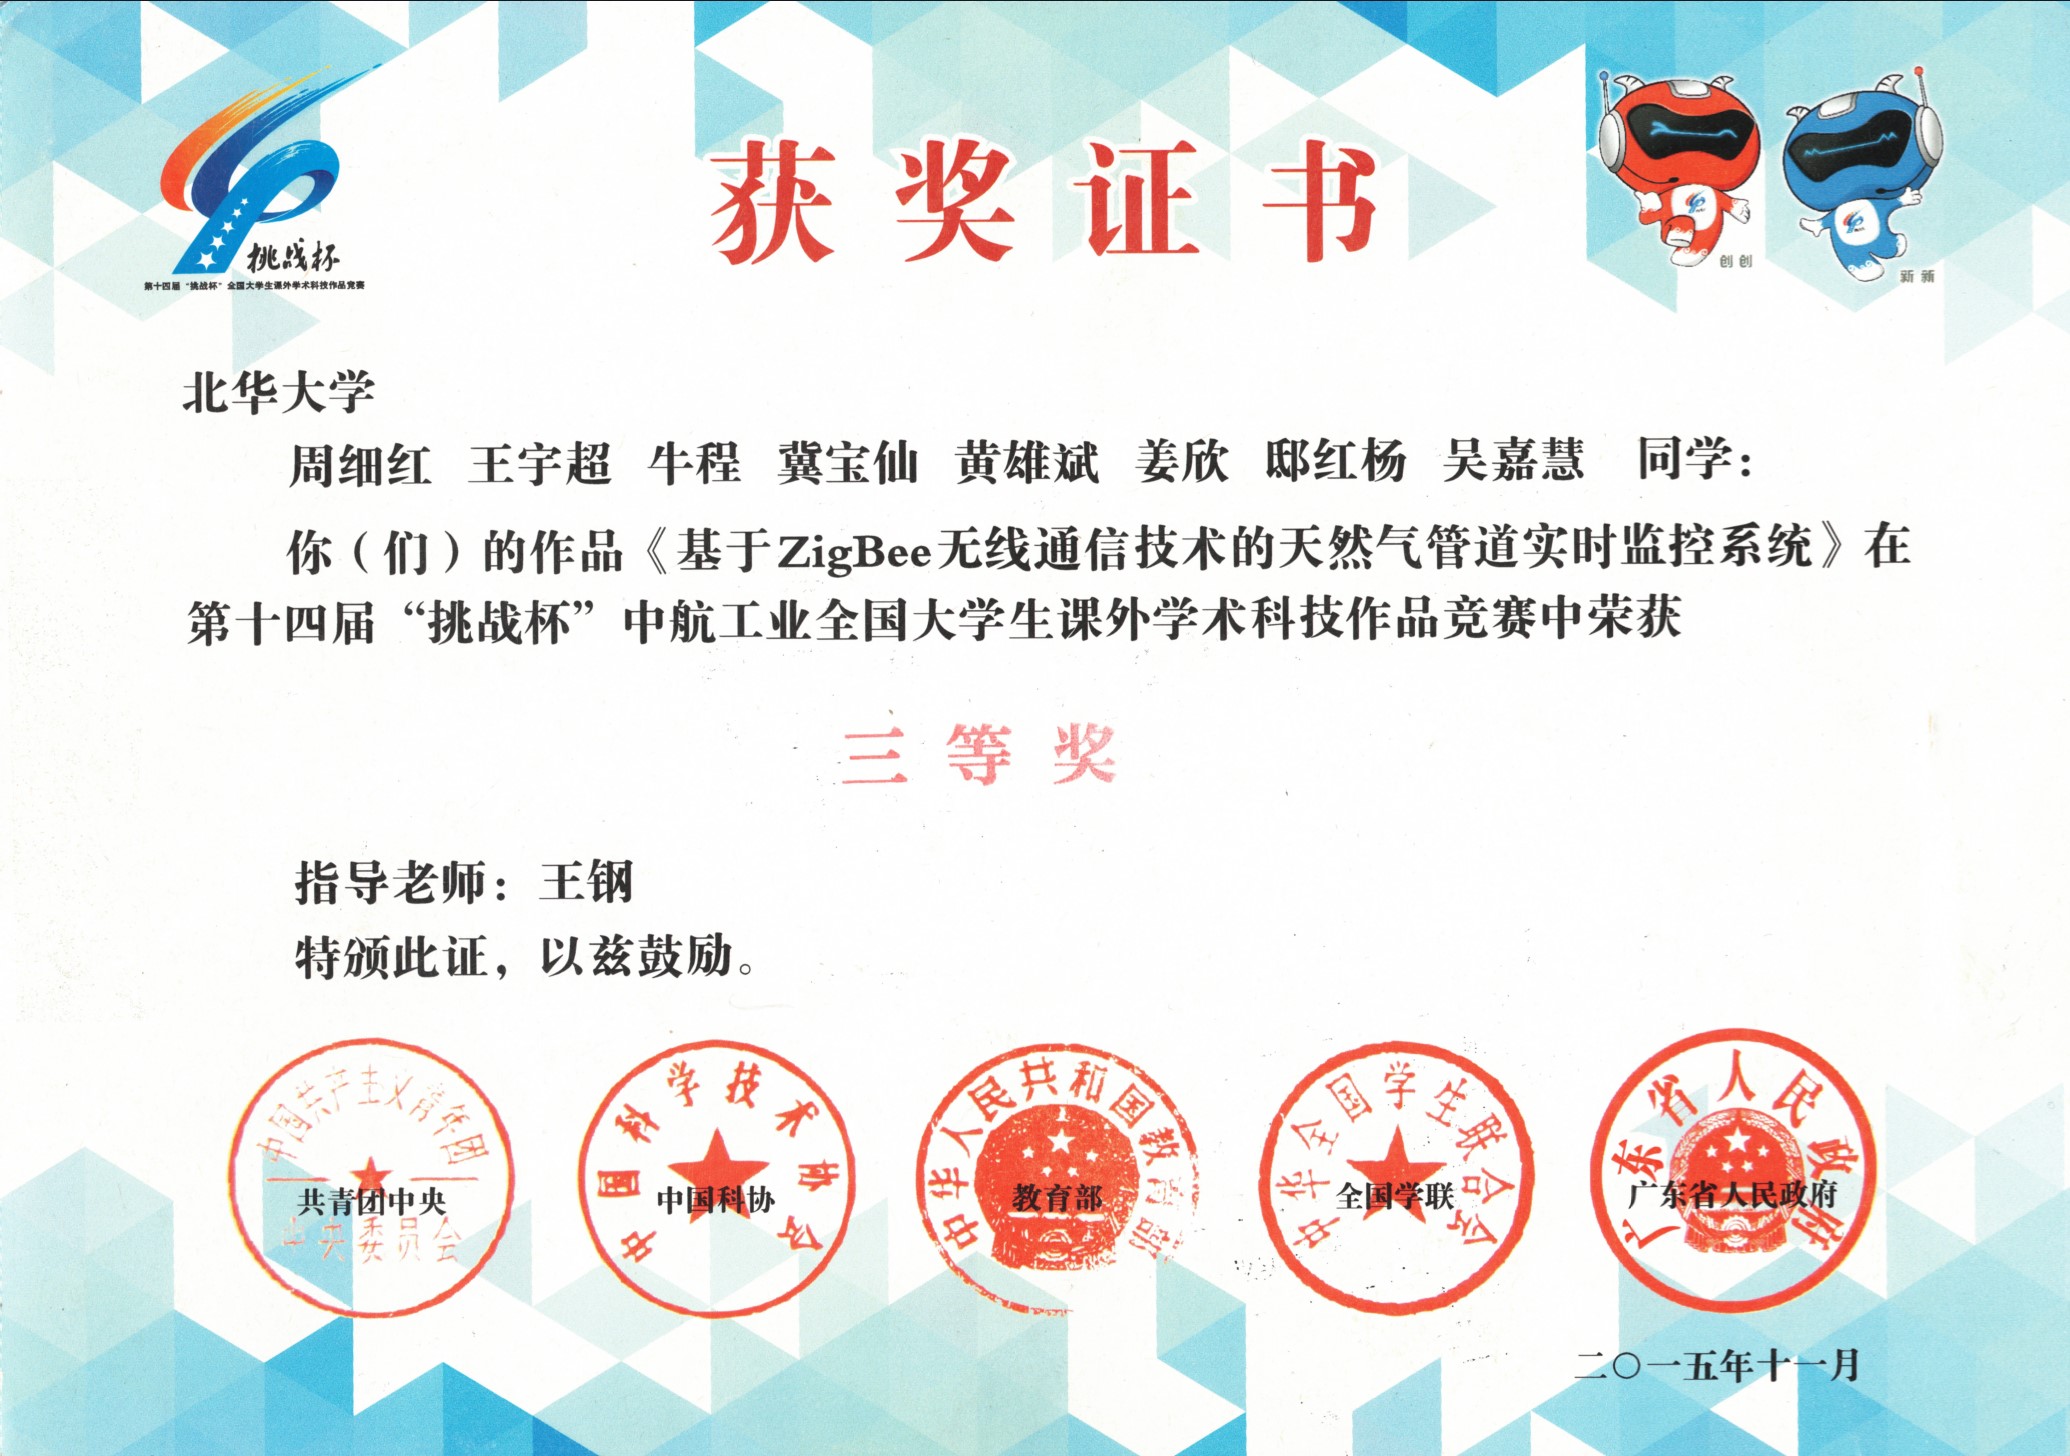 获奖证书
挑战杯
第十四届“挑战杯”全国大学生课外学术科技作品竞赛
创创
新新
北华大学
周细红 王宇超 牛程 冀宝仙 黄雄斌 姜欣 邸红杨 吴嘉慧 同学：
你（们）的作品《基于ZigBee无线通信技术的天然气管道实时监控系统》在
第十四届“挑战杯”中航工业全国大学生课外学术科技作品竞赛中荣获
三等奖
指导老师：王钢
特颁此证，以兹鼓励。
中国共产主义青年团
中央委员会
共青团中央
中国科学技术协会
中国科协
中华人民共和国教育部
教育部
中华全国学生联合会
全国学联
广东省人民政府
广东省人民政府
二〇一五年十一月